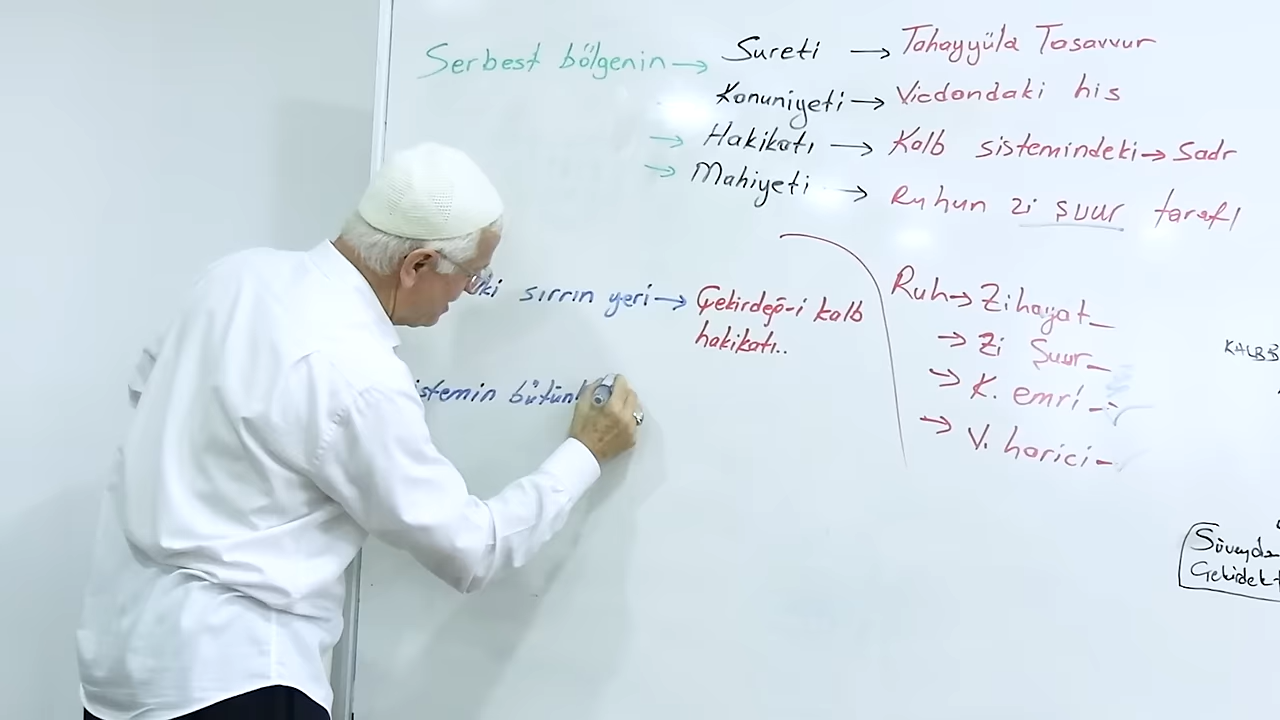 Serbest bölgenin → Sureti → Tahayyüla Tasavvur
Kanuniyeti → Vicdandaki his
→ Hakikatı → Kalb sistemindeki → Sadr
→ Mahiyeti → Ruhun zi şuur tarafı
sırrın yeri → Çekirdeğ-i kalb
hakikatı..
Ruh → Zihayat
→ Zi Şuur
→ K. emri
→ V. harici
Süveyda